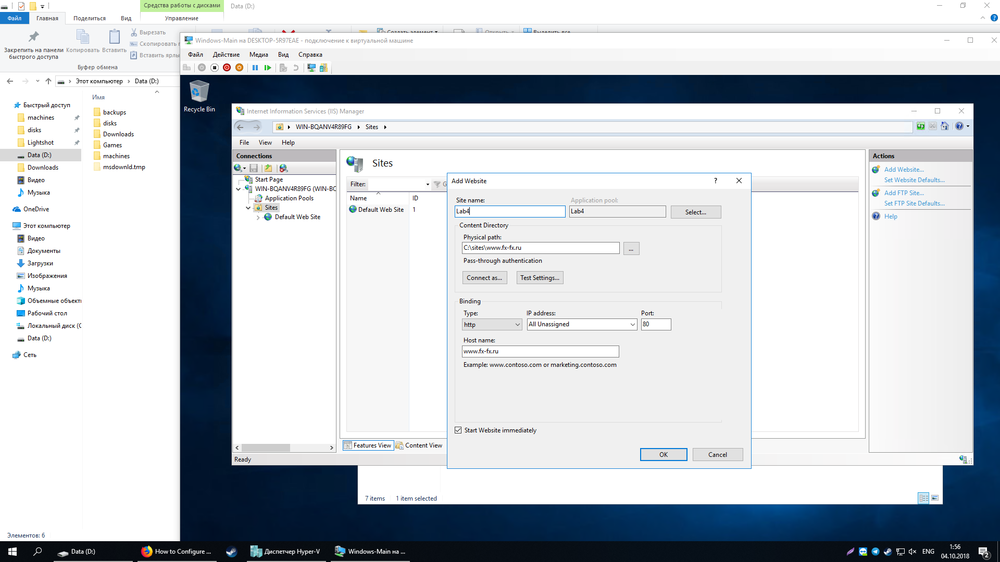 Средства работы с дисками
Data (D:)
Файл
Главная
Поделиться
Вид
Управление
Закрепить на панели быстрого доступа
Копировать
Вставить
Вырезать
Скопировать
Вставить ярлы
Буфер обмена
Создать элемент
Открыть
Выделить все
Этот компьютер
Data (D:)
Имя
Быстрый доступ
machines
disks
Lightshot
Data (D:)
Downloads
Видео
Музыка
OneDrive
Этот компьютер
Видео
Документы
Загрузки
Изображения
Музыка
Объемные объекты
Рабочий стол
Локальный диск (C
Data (D:)
Сеть
backups
disks
Downloads
Games
machines
msdownld.tmp
Элементов: 6
Windows-Main на DESKTOP-5R97EAE - подключение к виртуальной машине
Файл
Действие
Медиа
Вид
Справка
Recycle Bin
Internet Information Services (IIS) Manager
WIN-BQANV4R89FG
Sites
File
View
Help
Connections
Start Page
WIN-BQANV4R89FG (WIN-BQ
Application Pools
Sites
Default Web Site
Sites
Filter:
G
Name
ID
Default Web Site
1
Features View
Content View
Ready
Actions
Add Website...
Set Website Defaults...
Add FTP Site...
Set FTP Site Defaults...
Help
Add Website
?
Site name:
Application pool:
Lab4
Lab4
Select...
Content Directory
Physical path:
C:\sites\www.fx-fx.ru
...
Pass-through authentication
Connect as...
Test Settings...
Binding
Type:
IP address:
Port:
http
All Unassigned
80
Host name:
www.fx-fx.ru
Example: www.contoso.com or marketing.contoso.com
Start Website immediately
OK
Cancel
7 items
1 item selected
Data (D:)
How to Configure ...
Диспетчер Hyper-V
Windows-Main на ...
ENG
1:56
04.10.2018
2